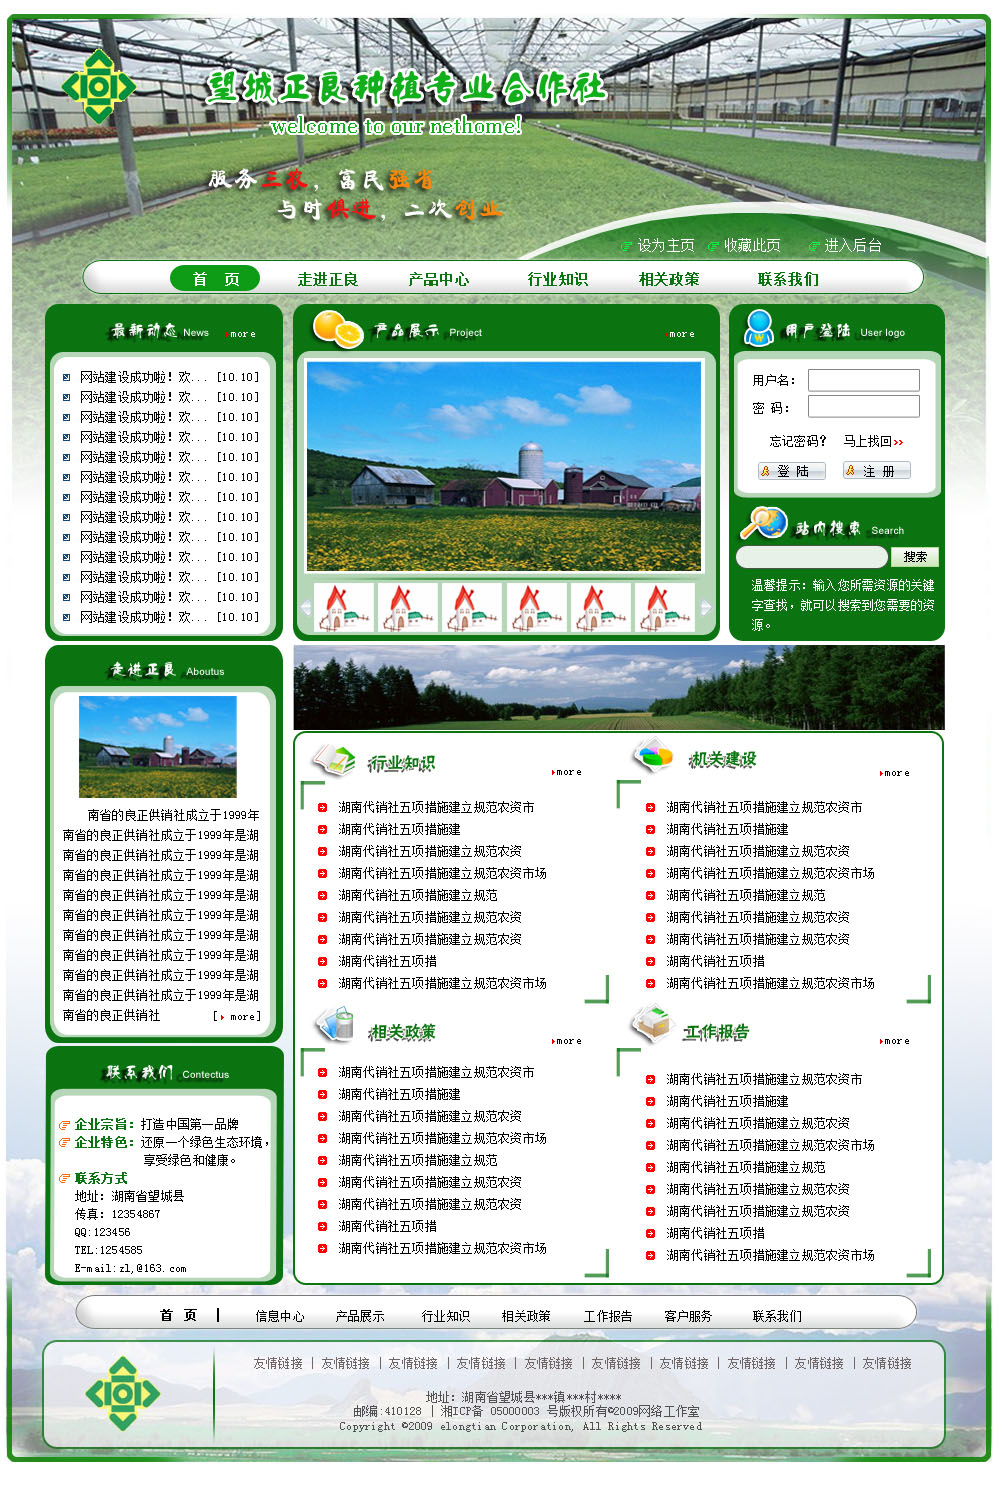 望城正良种植专业合作社
welcome to our nethome!
服务三农，富民强省
与时俱进，二次创业
设为主页 收藏此页 进入后台
首 页 走进正良 产品中心 行业知识 相关政策 联系我们
最新动态 News more
网站建设成功啦！欢... [10.10]
网站建设成功啦！欢... [10.10]
网站建设成功啦！欢... [10.10]
网站建设成功啦！欢... [10.10]
网站建设成功啦！欢... [10.10]
网站建设成功啦！欢... [10.10]
网站建设成功啦！欢... [10.10]
网站建设成功啦！欢... [10.10]
网站建设成功啦！欢... [10.10]
网站建设成功啦！欢... [10.10]
网站建设成功啦！欢... [10.10]
网站建设成功啦！欢... [10.10]
网站建设成功啦！欢... [10.10]
产品展示 Project more
用户登陆 User logo
用户名：
密 码：
忘记密码？ 马上找回>>
登 陆 注 册
站内搜索 Search
搜索
温馨提示：输入您所需资源的关键
字查找，就可以搜索到您需要的资
源。
走进正良 Aboutus
南省的良正供销社成立于1999年
南省的良正供销社成立于1999年是湖
南省的良正供销社成立于1999年是湖
南省的良正供销社成立于1999年是湖
南省的良正供销社成立于1999年是湖
南省的良正供销社成立于1999年是湖
南省的良正供销社成立于1999年是湖
南省的良正供销社成立于1999年是湖
南省的良正供销社成立于1999年是湖
南省的良正供销社成立于1999年是湖
南省的良正供销社 [ more]
行业知识 more
湖南代销社五项措施建立规范农资市
湖南代销社五项措施建
湖南代销社五项措施建立规范农资
湖南代销社五项措施建立规范农资市场
湖南代销社五项措施建立规范
湖南代销社五项措施建立规范农资
湖南代销社五项措施建立规范农资
湖南代销社五项措
湖南代销社五项措施建立规范农资市场
机关建设 more
湖南代销社五项措施建立规范农资市
湖南代销社五项措施建
湖南代销社五项措施建立规范农资
湖南代销社五项措施建立规范农资市场
湖南代销社五项措施建立规范
湖南代销社五项措施建立规范农资
湖南代销社五项措施建立规范农资
湖南代销社五项措
湖南代销社五项措施建立规范农资市场
相关政策 more
湖南代销社五项措施建立规范农资市
湖南代销社五项措施建
湖南代销社五项措施建立规范农资
湖南代销社五项措施建立规范农资市场
湖南代销社五项措施建立规范
湖南代销社五项措施建立规范农资
湖南代销社五项措施建立规范农资
湖南代销社五项措
湖南代销社五项措施建立规范农资市场
工作报告 more
湖南代销社五项措施建立规范农资市
湖南代销社五项措施建
湖南代销社五项措施建立规范农资
湖南代销社五项措施建立规范农资市场
湖南代销社五项措施建立规范
湖南代销社五项措施建立规范农资
湖南代销社五项措施建立规范农资
湖南代销社五项措
湖南代销社五项措施建立规范农资市场
联系我们 Contectus
企业宗旨：打造中国第一品牌
企业特色：还原一个绿色生态环境，
享受绿色和健康。
联系方式
地址：湖南省望城县
传真：12354867
QQ:123456
TEL:1254585
E-mail:zl,@163.com
首 页 | 信息中心 产品展示 行业知识 相关政策 工作报告 客户服务 联系我们
友情链接 | 友情链接 | 友情链接 | 友情链接 | 友情链接 | 友情链接 | 友情链接 | 友情链接 | 友情链接 | 友情链接
地址：湖南省望城县***镇***村****
邮编:410128 | 湘ICP备 05000003 号版权所有©2009网络工作室
Copyright ©2009 elongtian Corporation, All Rights Reserved